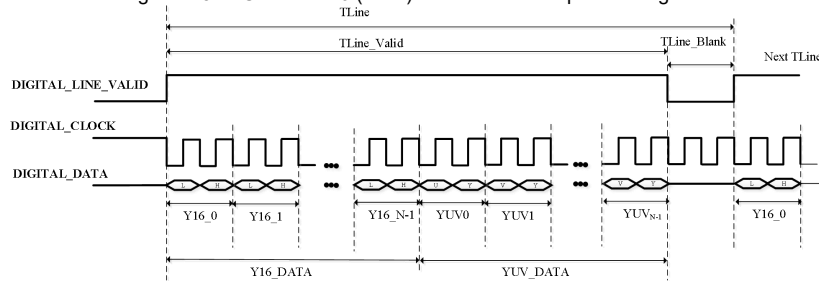 TLine
TLine_Valid
TLine_Blank
Next TLine
DIGITAL_LINE_VALID
DIGITAL_CLOCK
DIGITAL_DATA
L H L H L H U Y V Y V Y L H
Y16_0 Y16_1 Y16_N-1 YUV0 YUV1 YUVN-1 Y16_0
Y16_DATA YUV_DATA